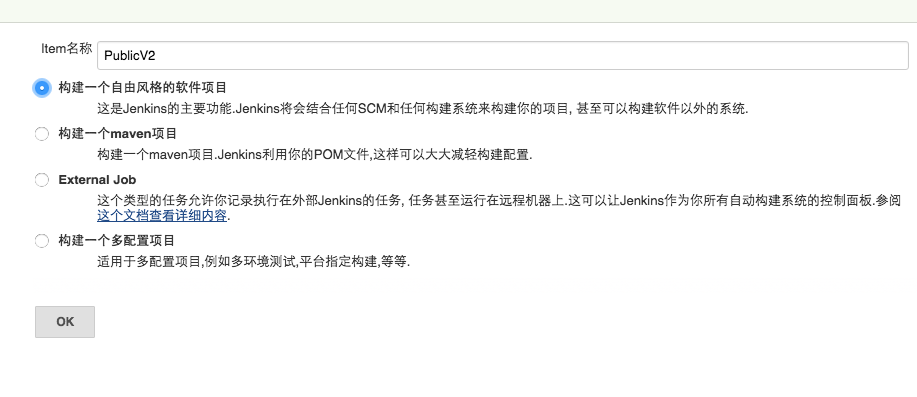 Item名称
PublicV2
构建一个自由风格的软件项目
这是Jenkins的主要功能.Jenkins将会结合任何SCM和任何构建系统来构建你的项目, 甚至可以构建软件以外的系统.
构建一个maven项目
构建一个maven项目.Jenkins利用你的POM文件,这样可以大大减轻构建配置.
External Job
这个类型的任务允许你记录执行在外部Jenkins的任务, 任务甚至运行在远程机器上.这可以让Jenkins作为你所有自动构建系统的控制面板.参阅
这个文档查看详细内容.
构建一个多配置项目
适用于多配置项目,例如多环境测试,平台指定构建,等等.
OK